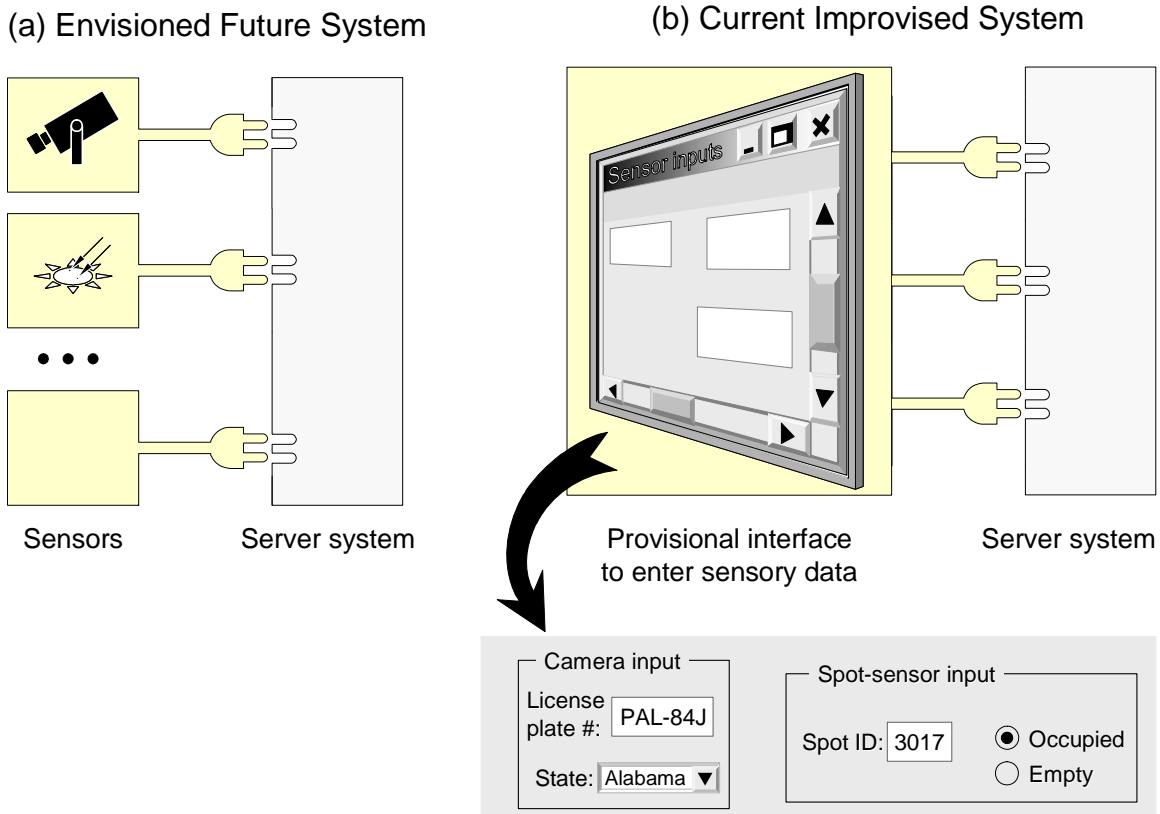 (a) Envisioned Future System
(b) Current Improvised System
Sensor inputs
Sensors
Server system
Provisional interface
to enter sensory data
Server system
Camera input
License
plate #:
PAL-84J
State:
Alabama
Spot-sensor input
Spot ID:
3017
Occupied
Empty